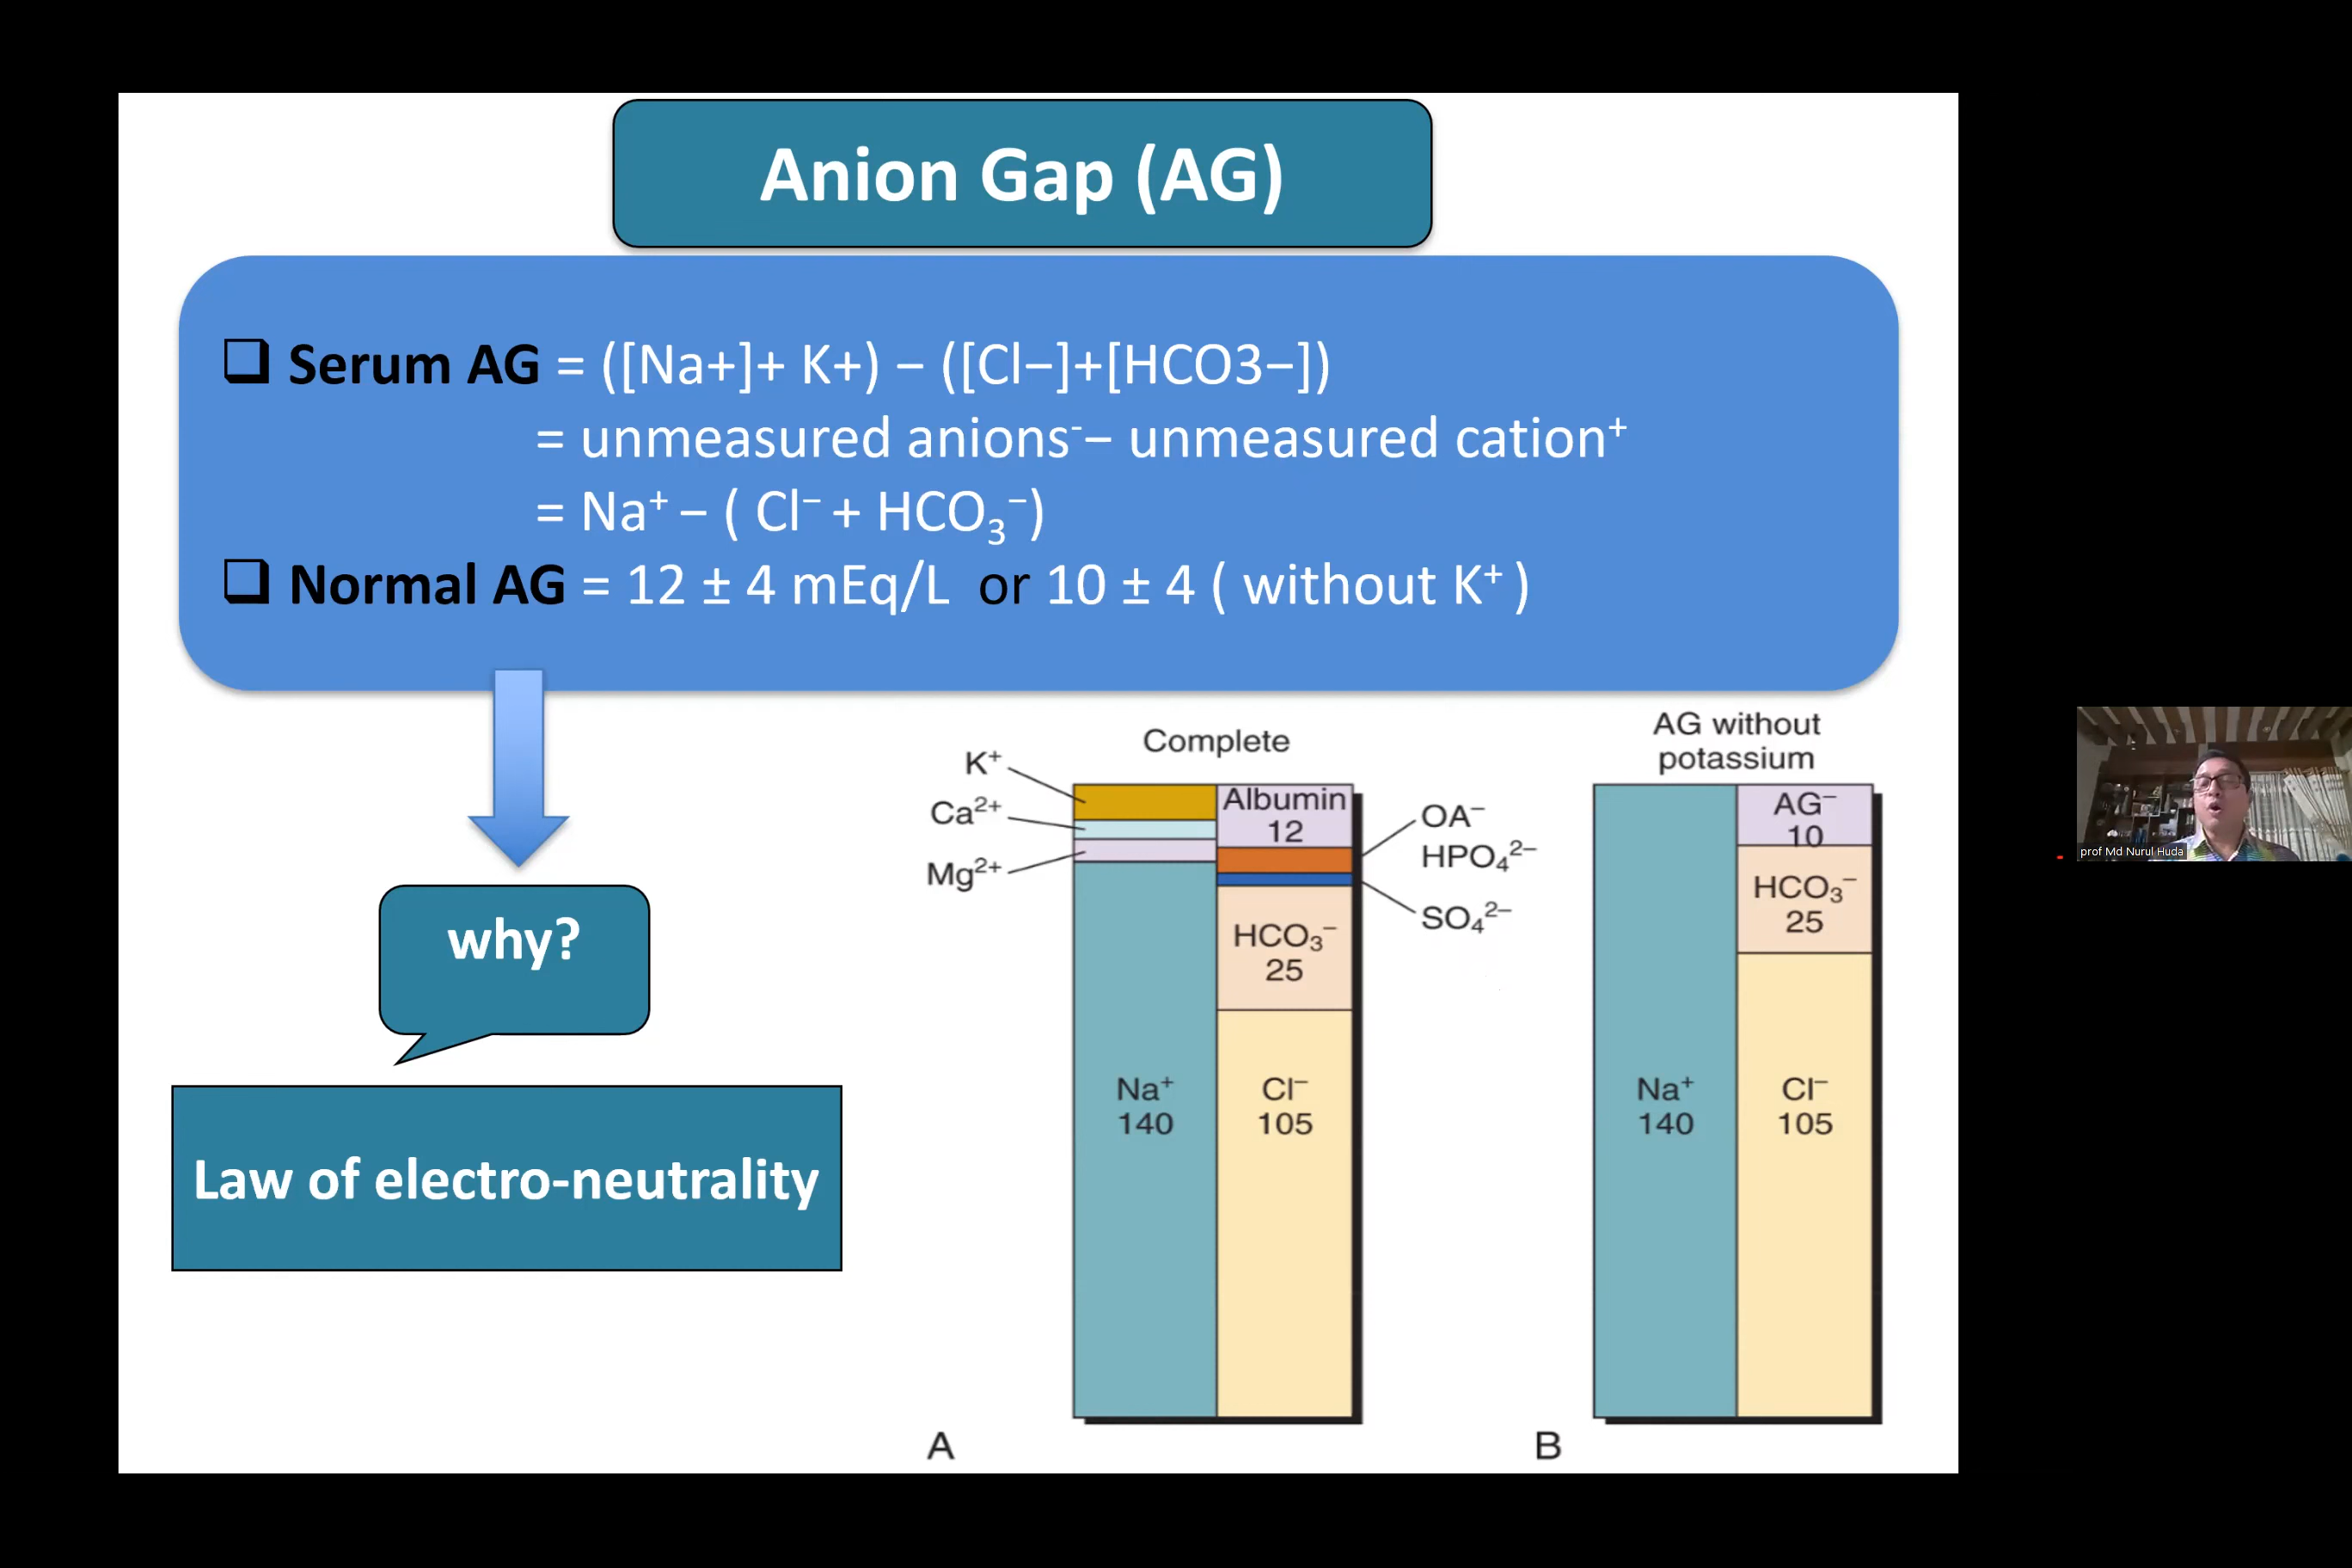 Anion Gap (AG)
❑ Serum AG = ([Na+]+ K+) − ([Cl−]+[HCO3−])
= unmeasured anions⁻− unmeasured cation⁺
= Na⁺ − ( Cl⁻ + HCO₃⁻)
❑ Normal AG = 12 ± 4 mEq/L or 10 ± 4 ( without K⁺ )
why?
Law of electro-neutrality
Complete
K⁺
Ca²⁺
Mg²⁺
Albumin
12
OA⁻
HPO₄²⁻
SO₄²⁻
HCO₃⁻
25
Na⁺
140
Cl⁻
105
A
AG without
potassium
AG⁻
10
HCO₃⁻
25
Na⁺
140
Cl⁻
105
B
prof Md Nurul Huda